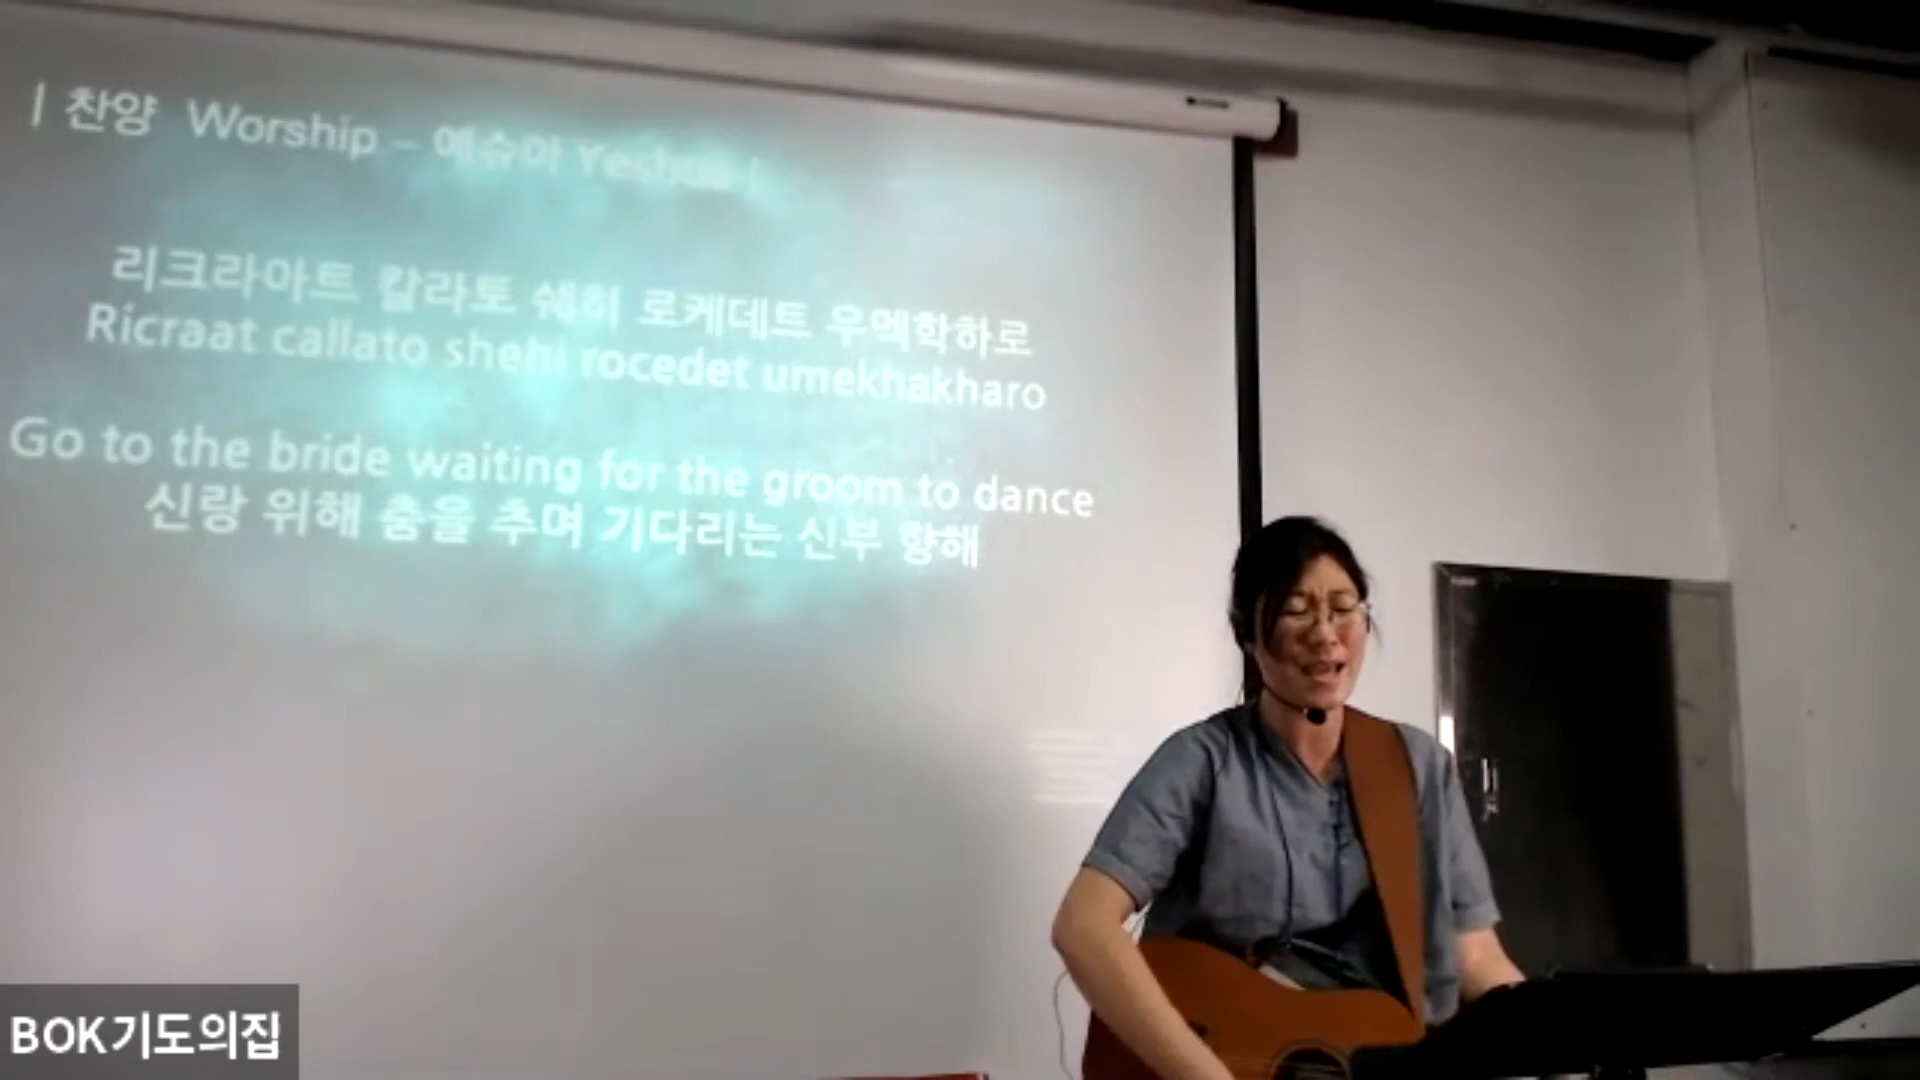 | 찬양 Worship – 예슈아 Yeshua |
리크라아트 칼라토 쉐히 로케데트 우멕학하로
Ricraat callato shehi rocedet umekhakharo
Go to the bride waiting for the groom to dance
신랑 위해 춤을 추며 기다리는 신부 향해
BOK기도의집